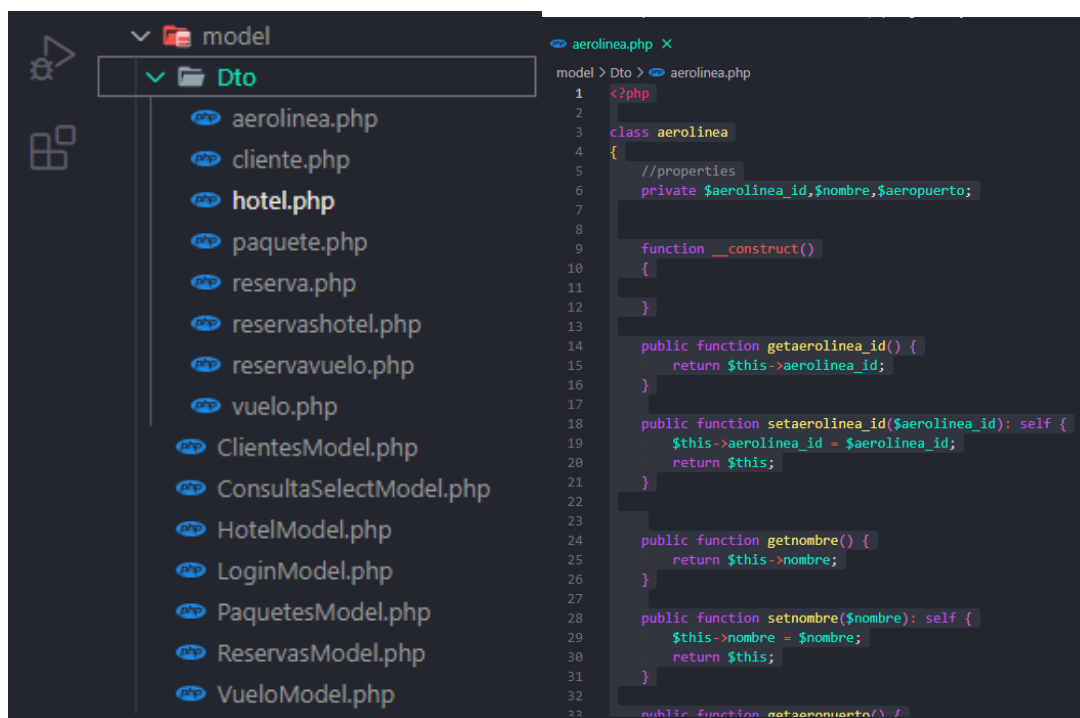 model
Dto
aerolinea.php
cliente.php
hotel.php
paquete.php
reserva.php
reservashotel.php
reservavuelo.php
vuelo.php
ClientesModel.php
ConsultaSelectModel.php
HotelModel.php
LoginModel.php
PaquetesModel.php
ReservasModel.php
VueloModel.php
aerolinea.php ×
model > Dto > aerolinea.php
1 <?php
2
3 class aerolinea
4 {
5 //properties
6 private $aerolinea_id,$nombre,$aeropuerto;
7
8
9 function __construct()
10 {
11
12 }
13
14 public function getaerolinea_id() {
15 return $this->aerolinea_id;
16 }
17
18 public function setaerolinea_id($aerolinea_id): self {
19 $this->aerolinea_id = $aerolinea_id;
20 return $this;
21 }
22
23
24 public function getnombre() {
25 return $this->nombre;
26 }
27
28 public function setnombre($nombre): self {
29 $this->nombre = $nombre;
30 return $this;
31 }
32
33 public function getaeropuerto() {